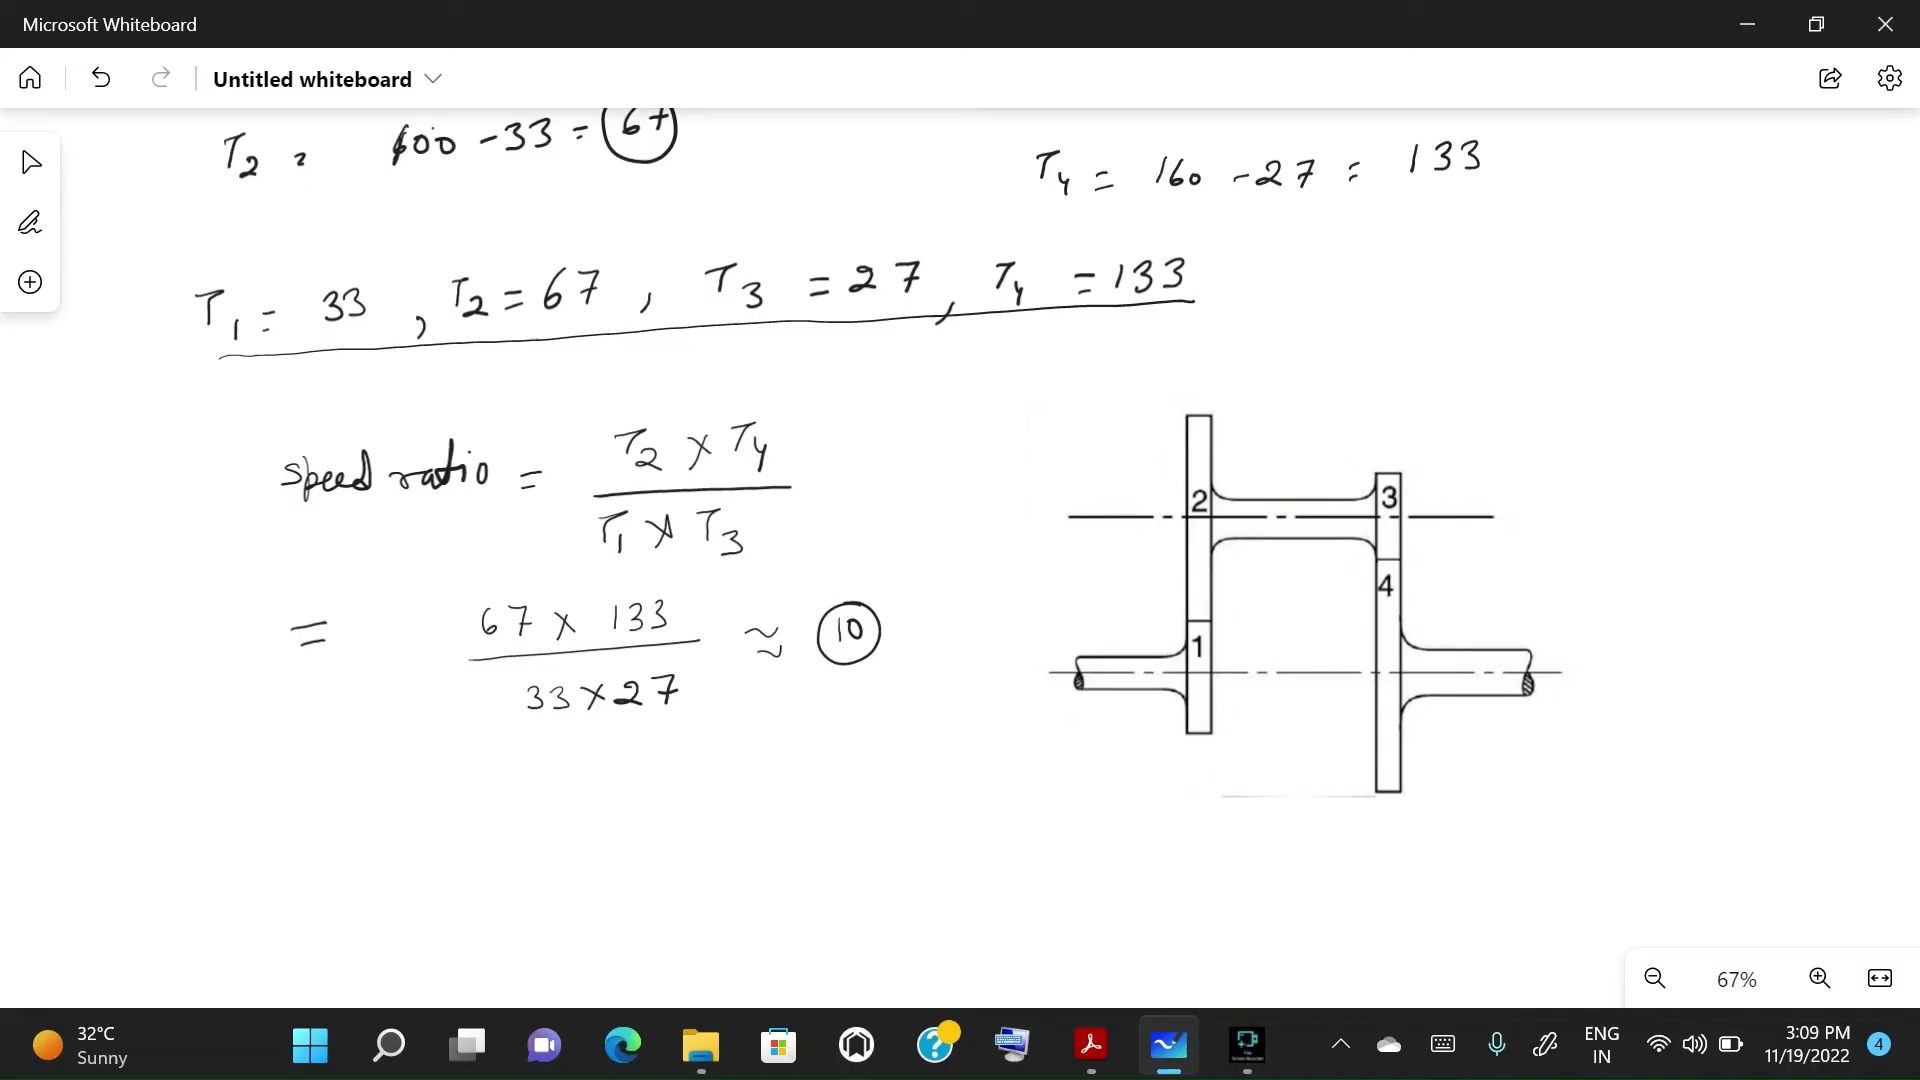 Microsoft Whiteboard
Untitled whiteboard
T2 = 100 - 33 = 67
T4 = 160 - 27 = 133
T1 = 33 , T2 = 67 , T3 = 27 , T4 = 133
speed ratio = T2 X T4 / T1 X T3
= 67 X 133 / 33 X 27 ≈ 10
2
3
4
1
67%
32°C
Sunny
ENG
IN
3:09 PM
11/19/2022
4